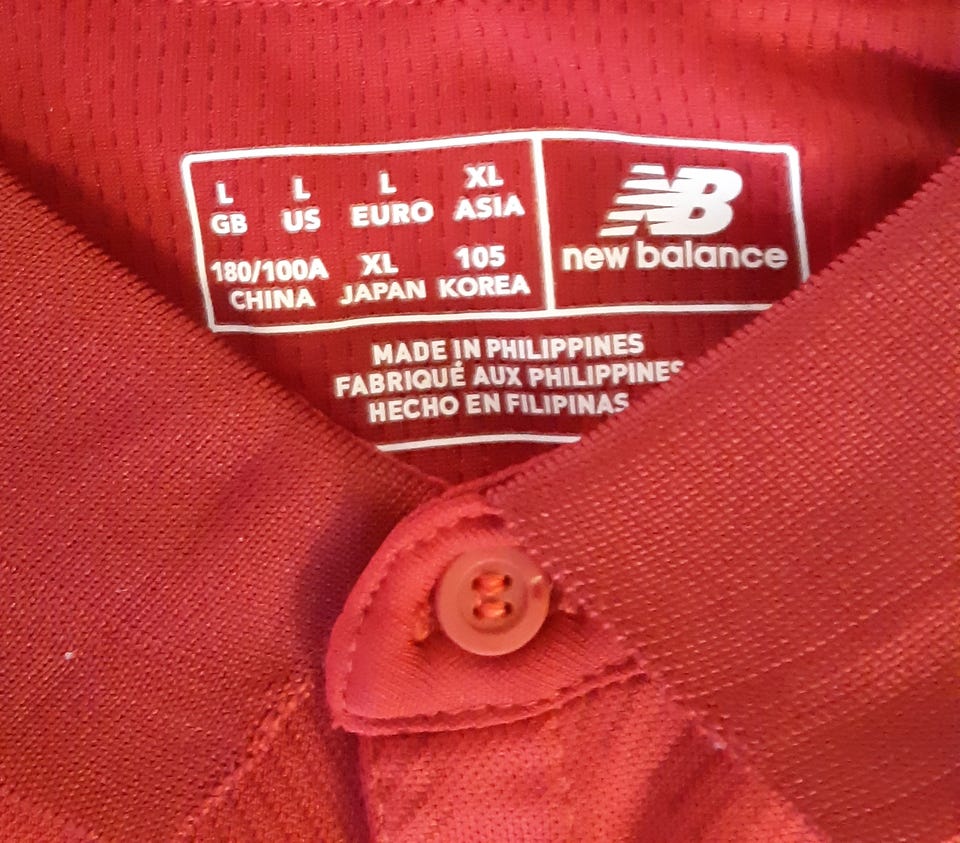 L L L XL
GB US EURO ASIA
180/100A XL 105
CHINA JAPAN KOREA
NB
new balance
MADE IN PHILIPPINES
FABRIQUÉ AUX PHILIPPINES
HECHO EN FILIPINAS